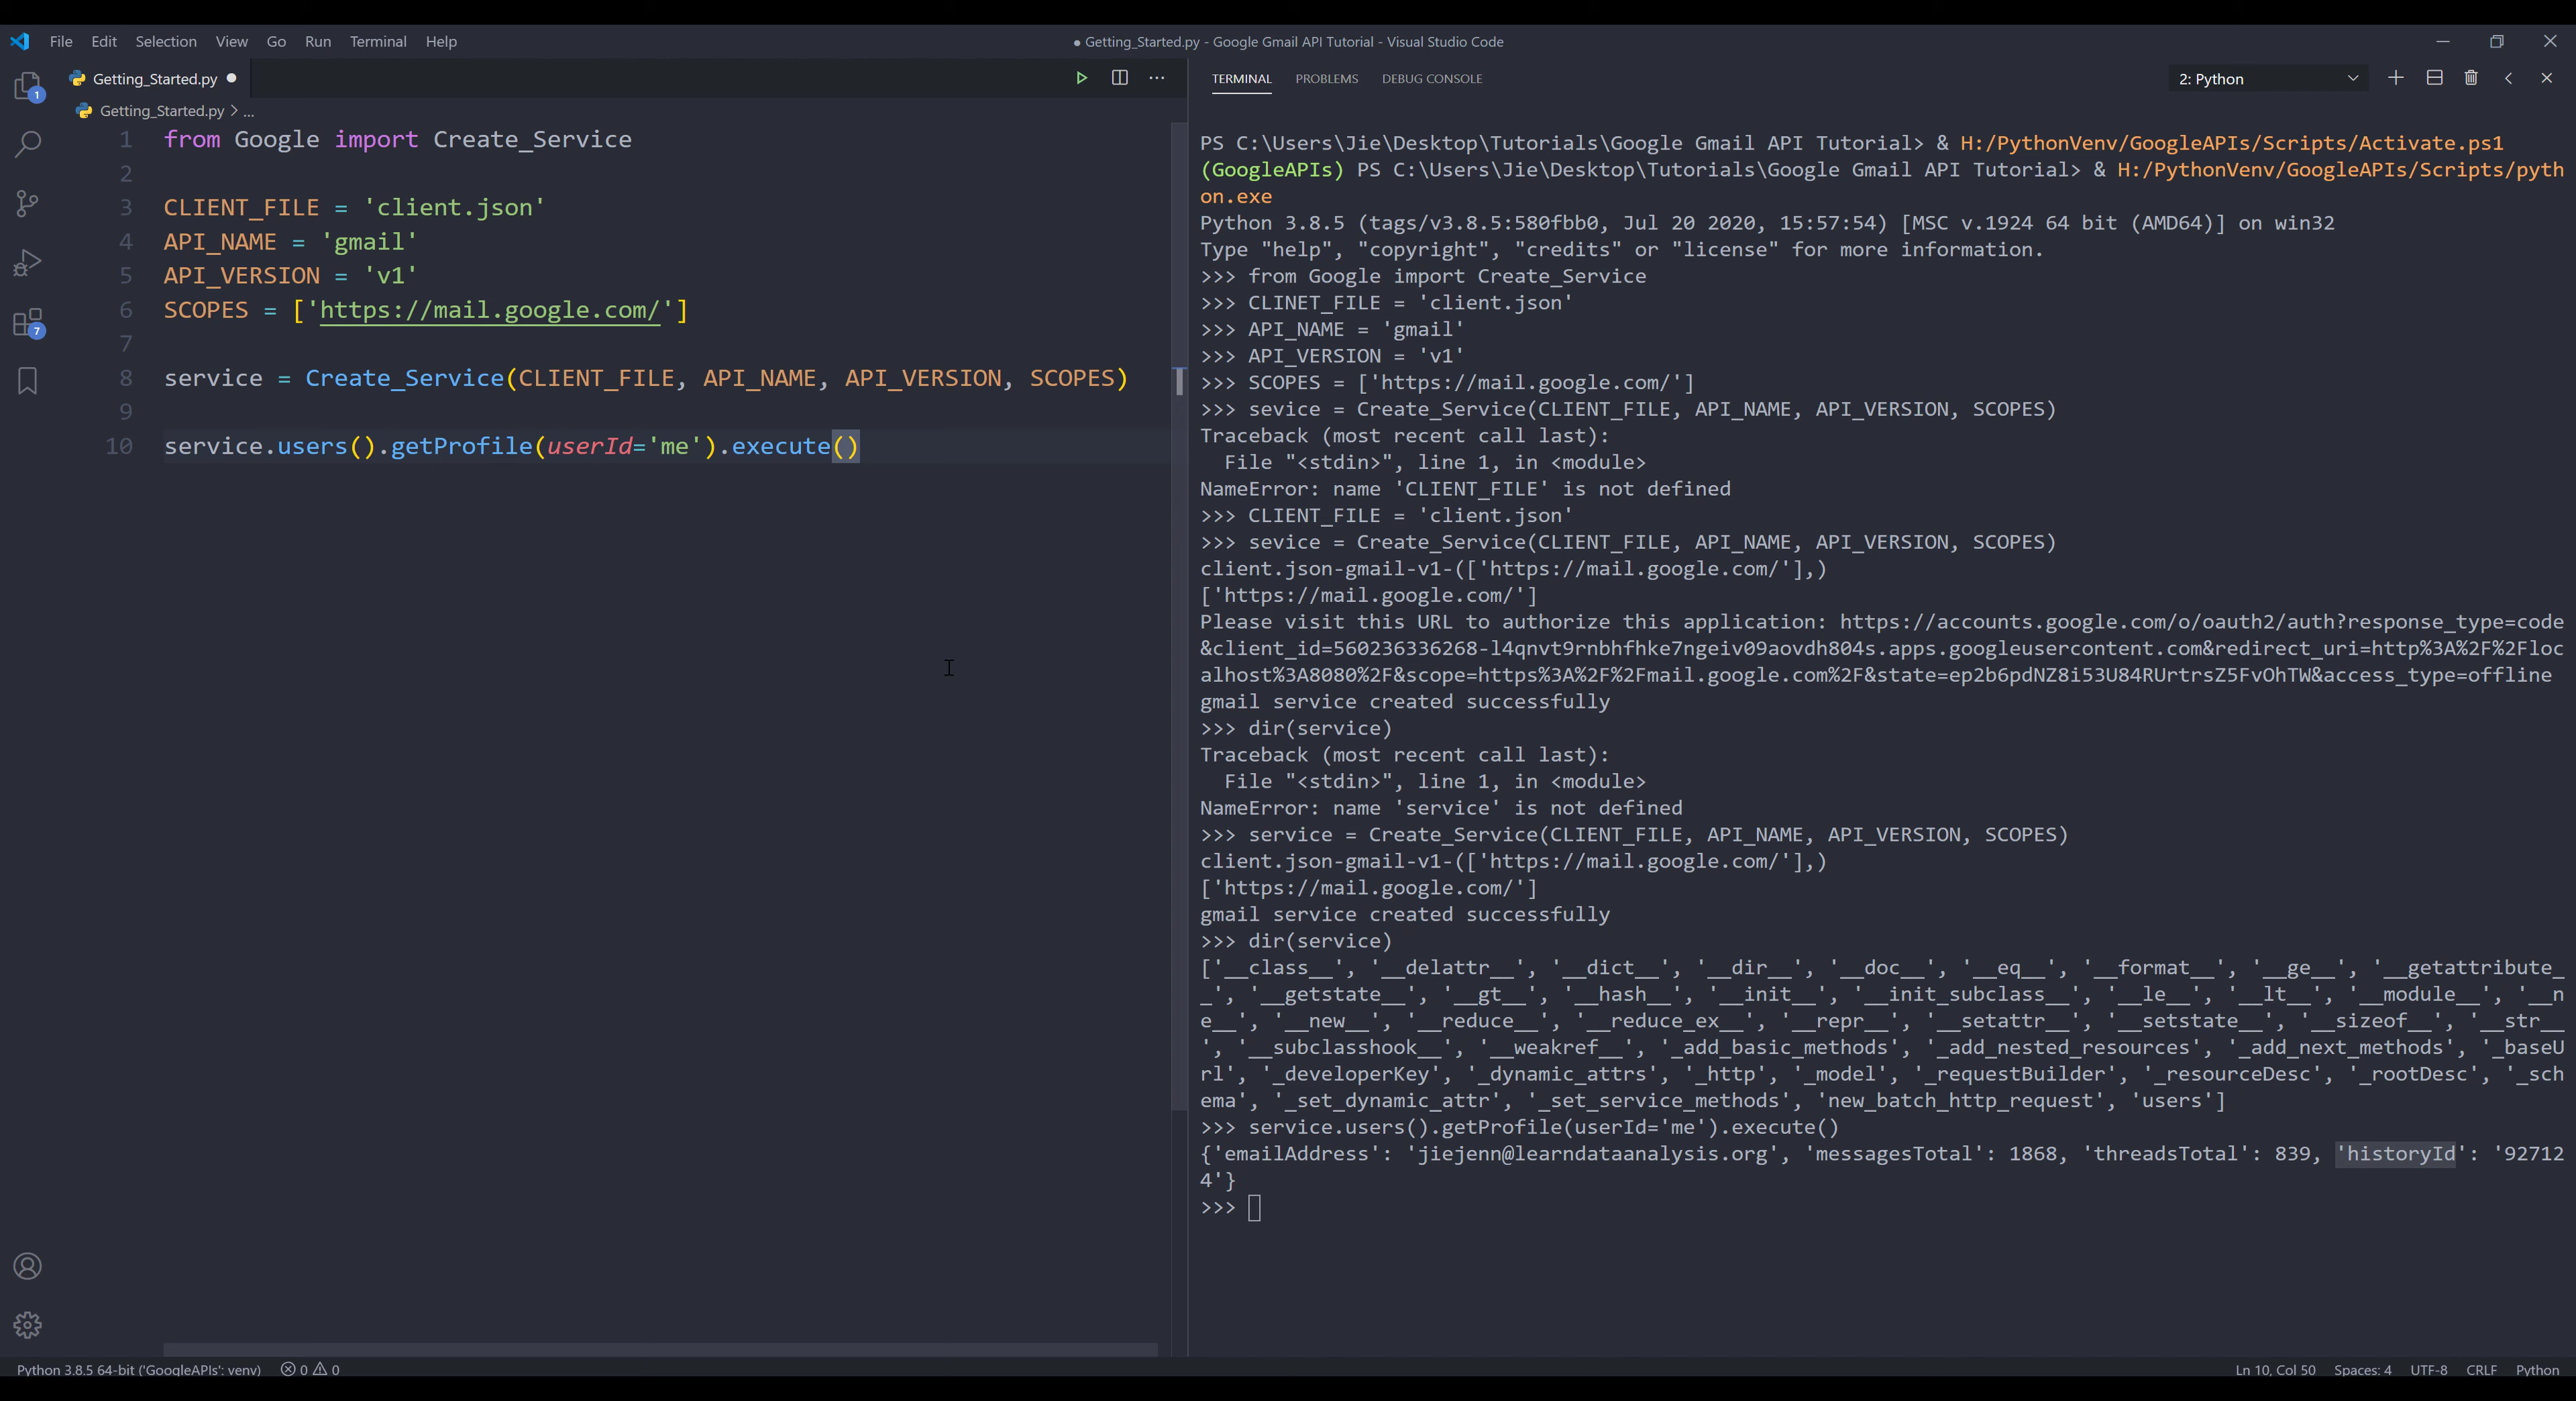 File Edit Selection View Go Run Terminal Help
● Getting_Started.py - Google Gmail API Tutorial - Visual Studio Code
Getting_Started.py
Getting_Started.py > ...
1 from Google import Create_Service
2
3 CLIENT_FILE = 'client.json'
4 API_NAME = 'gmail'
5 API_VERSION = 'v1'
6 SCOPES = ['https://mail.google.com/']
7
8 service = Create_Service(CLIENT_FILE, API_NAME, API_VERSION, SCOPES)
9
10 service.users().getProfile(userId='me').execute()
1
7
TERMINAL PROBLEMS DEBUG CONSOLE
2: Python
PS C:\Users\Jie\Desktop\Tutorials\Google Gmail API Tutorial> & H:/PythonVenv/GoogleAPIs/Scripts/Activate.ps1
(GoogleAPIs) PS C:\Users\Jie\Desktop\Tutorials\Google Gmail API Tutorial> & H:/PythonVenv/GoogleAPIs/Scripts/pyth
on.exe
Python 3.8.5 (tags/v3.8.5:580fbb0, Jul 20 2020, 15:57:54) [MSC v.1924 64 bit (AMD64)] on win32
Type "help", "copyright", "credits" or "license" for more information.
>>> from Google import Create_Service
>>> CLINET_FILE = 'client.json'
>>> API_NAME = 'gmail'
>>> API_VERSION = 'v1'
>>> SCOPES = ['https://mail.google.com/']
>>> sevice = Create_Service(CLIENT_FILE, API_NAME, API_VERSION, SCOPES)
Traceback (most recent call last):
  File "<stdin>", line 1, in <module>
NameError: name 'CLIENT_FILE' is not defined
>>> CLIENT_FILE = 'client.json'
>>> sevice = Create_Service(CLIENT_FILE, API_NAME, API_VERSION, SCOPES)
client.json-gmail-v1-(['https://mail.google.com/'],)
['https://mail.google.com/']
Please visit this URL to authorize this application: https://accounts.google.com/o/oauth2/auth?response_type=code
&client_id=560236336268-l4qnvt9rnbhfhke7ngeiv09aovdh804s.apps.googleusercontent.com&redirect_uri=http%3A%2F%2Floc
alhost%3A8080%2F&scope=https%3A%2F%2Fmail.google.com%2F&state=ep2b6pdNZ8i53U84RUrtrsZ5FvOhTW&access_type=offline
gmail service created successfully
>>> dir(service)
Traceback (most recent call last):
  File "<stdin>", line 1, in <module>
NameError: name 'service' is not defined
>>> service = Create_Service(CLIENT_FILE, API_NAME, API_VERSION, SCOPES)
client.json-gmail-v1-(['https://mail.google.com/'],)
['https://mail.google.com/']
gmail service created successfully
>>> dir(service)
['__class__', '__delattr__', '__dict__', '__dir__', '__doc__', '__eq__', '__format__', '__ge__', '__getattribute_
_', '__getstate__', '__gt__', '__hash__', '__init__', '__init_subclass__', '__le__', '__lt__', '__module__', '__n
e__', '__new__', '__reduce__', '__reduce_ex__', '__repr__', '__setattr__', '__setstate__', '__sizeof__', '__str__
', '__subclasshook__', '__weakref__', '_add_basic_methods', '_add_nested_resources', '_add_next_methods', '_baseU
rl', '_developerKey', '_dynamic_attrs', '_http', '_model', '_requestBuilder', '_resourceDesc', '_rootDesc', '_sch
ema', '_set_dynamic_attr', '_set_service_methods', 'new_batch_http_request', 'users']
>>> service.users().getProfile(userId='me').execute()
{'emailAddress': 'jiejenn@learndataanalysis.org', 'messagesTotal': 1868, 'threadsTotal': 839, 'historyId': '92712
4'}
>>>
Python 3.8.5 64-bit ('GoogleAPIs': venv) 0 0
Ln 10, Col 50 Spaces: 4 UTF-8 CRLF Python